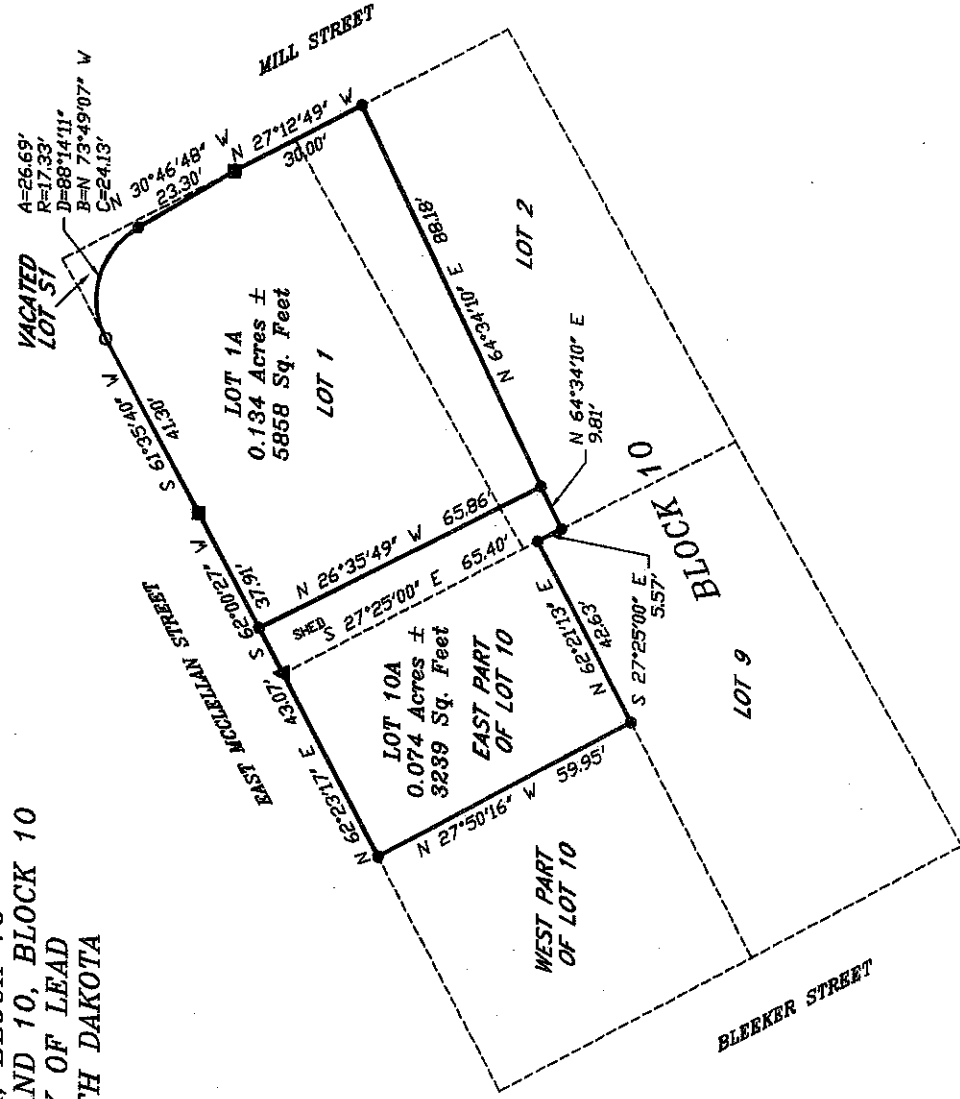 AND 10, BLOCK 10
OF LEAD
TH DAKOTA
MILL STREET
A=26.69'
R=17.33'
D=88°14'11"
B=N 73°49'07" W
C=24.13'
VACATED
LOT S1
N 30°46'48" W
23.30'
N 27°12'49" W
30.00'
S 61°35'40" W
41.30'
LOT 1A
0.134 Acres ±
5858 Sq. Feet
LOT 1
88.18'
N 64°34'10" E
LOT 2
EAST MCCLELLAN STREET
S 62°00'27" W
37.91'
N 26°35'49" W 65.86'
SHED
S 27°25'00" E 65.40'
N 64°34'10" E
9.81'
N 62°23'17" E 43.07'
LOT 10A
0.074 Acres ±
3239 Sq. Feet
EAST PART
OF LOT 10
N 62°21'13" E
42.63'
S 27°25'00" E
5.57'
BLOCK 10
N 27°50'16" W 59.95'
LOT 9
WEST PART
OF LOT 10
BLEEKER STREET